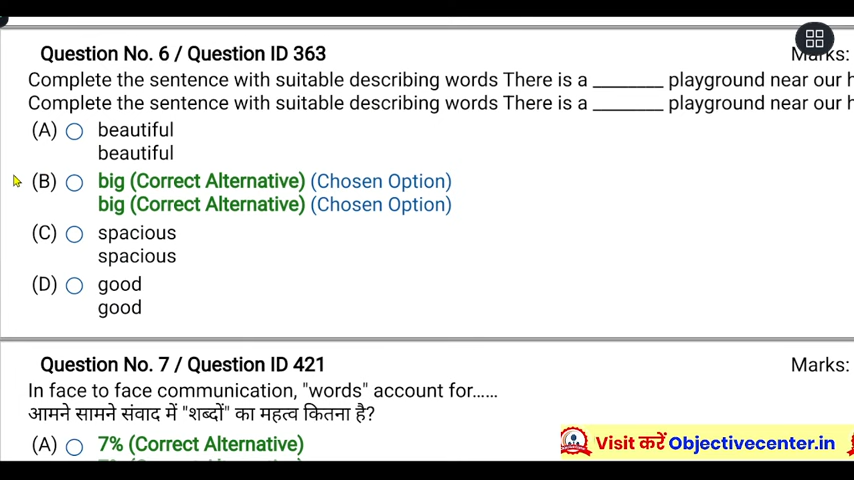 Question No. 6 / Question ID 363
Marks:
Complete the sentence with suitable describing words There is a ________ playground near our h
Complete the sentence with suitable describing words There is a ________ playground near our h
(A) beautiful
beautiful
(B) big (Correct Alternative) (Chosen Option)
big (Correct Alternative) (Chosen Option)
(C) spacious
spacious
(D) good
good
Question No. 7 / Question ID 421
Marks:
In face to face communication, "words" account for......
आमने सामने संवाद में "शब्दों" का महत्व कितना है?
(A) 7% (Correct Alternative)
Visit करें Objectivecenter.in